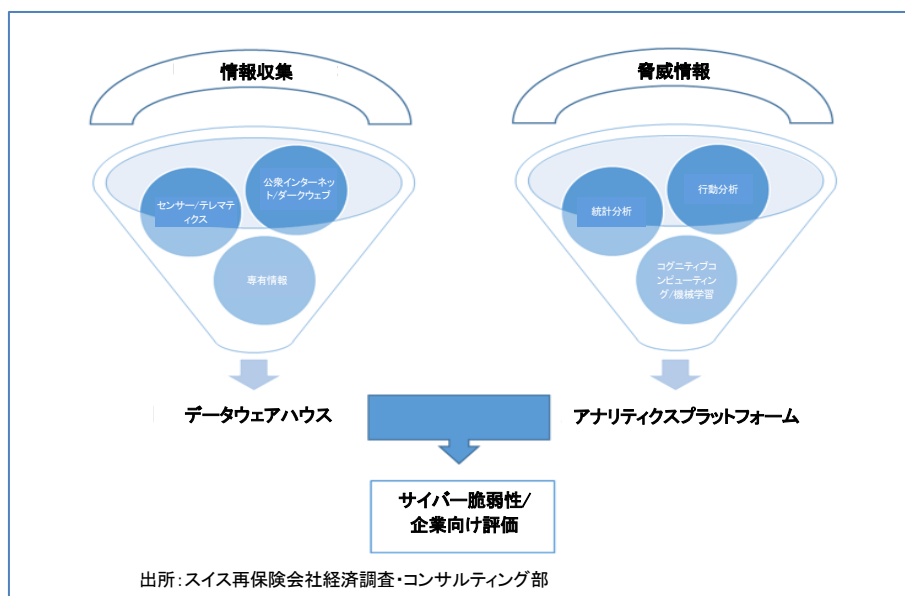 情報収集
脅威情報
公衆インターネッ
ト/ダークウェブ
センサー/テレマテ
ィクス
専有情報
行動分析
統計分析
コグニティブコ
ンピューティン
グ/機械学習
データウェアハウス
アナリティクスプラットフォーム
サイバー脆弱性/
企業向け評価
出所:スイス再保険会社経済調査・コンサルティング部